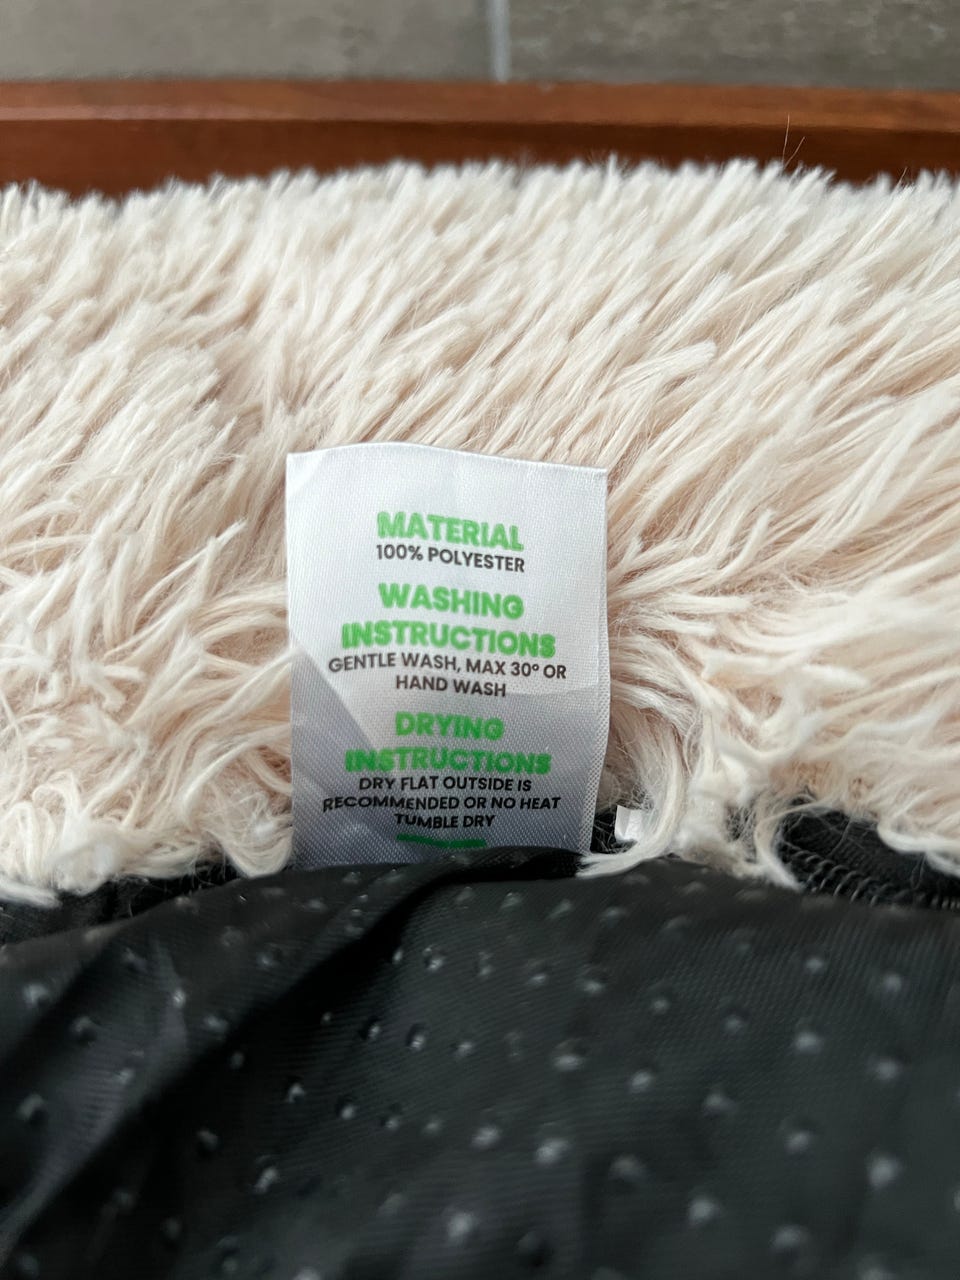 MATERIAL
100% POLYESTER
WASHING
INSTRUCTIONS
GENTLE WASH, MAX 30° OR
HAND WASH
DRYING
INSTRUCTIONS
DRY FLAT OUTSIDE IS
RECOMMENDED OR NO HEAT
TUMBLE DRY